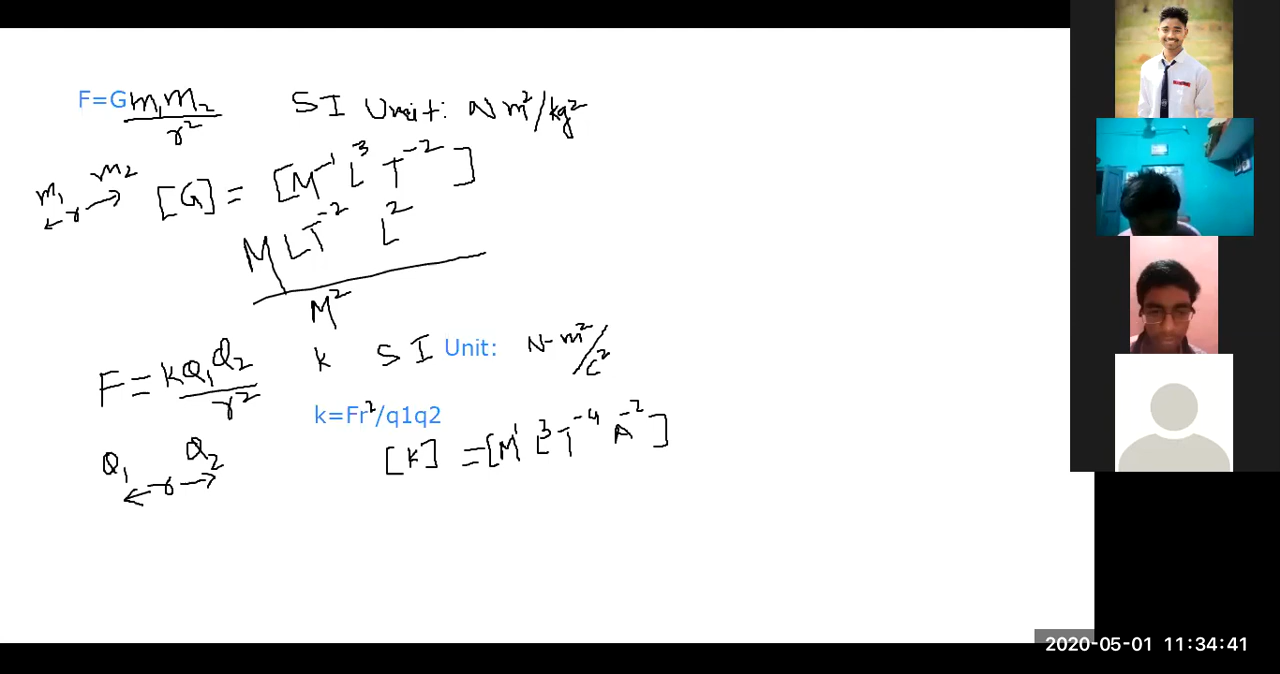 F=G m₁m₂/r² SI Unit: N m²/kg²
m₁ m₂ [G] = [M⁻¹ L³ T⁻²]
← r →
M L T⁻² L²
M²
F = kQ₁Q₂/r² k SI Unit: N-m²/C²
k=Fr²/q1q2
Q₁ Q₂ [k] = [M¹ L³ T⁻⁴ A⁻²]
← r →
2020-05-01 11:34:41